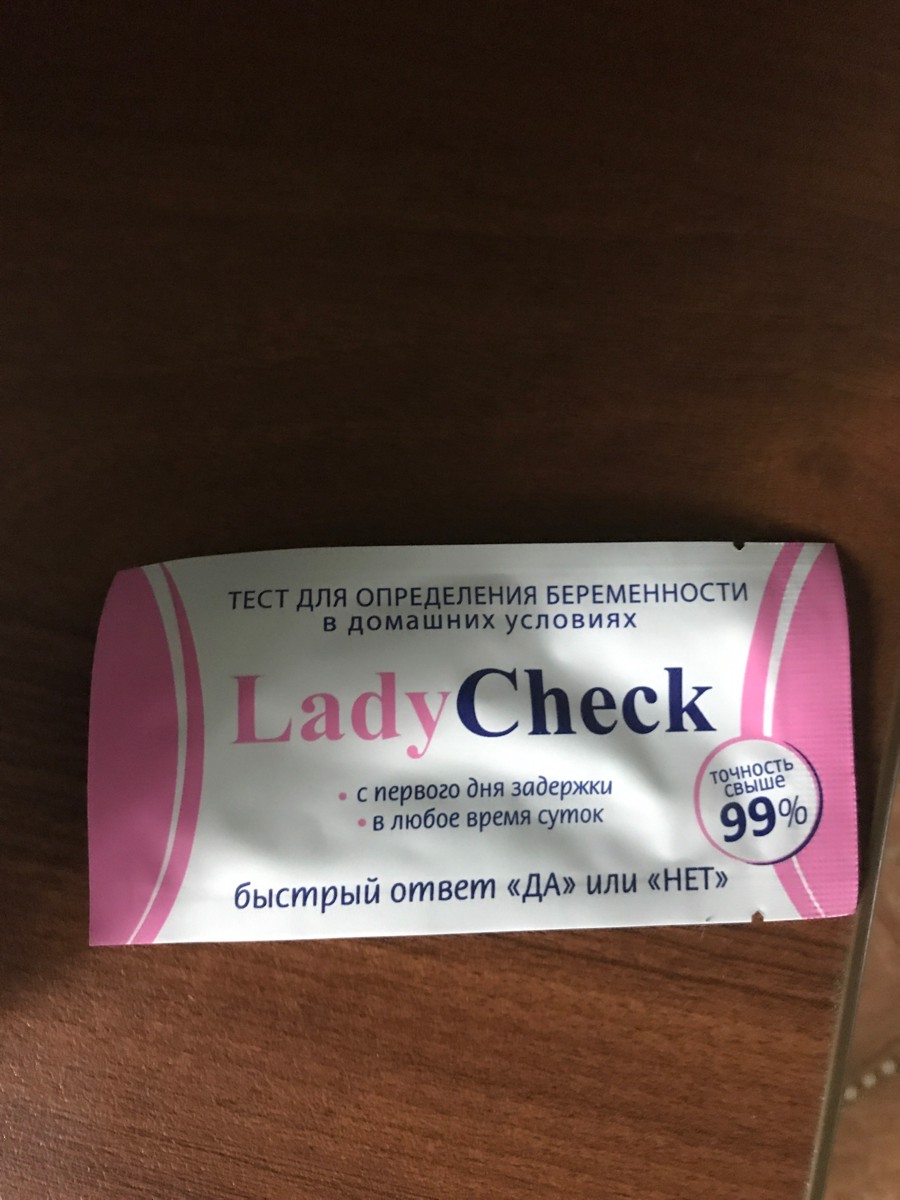 ТЕСТ ДЛЯ ОПРЕДЕЛЕНИЯ БЕРЕМЕННОСТИ
в домашних условиях
LadyCheck
• с первого дня задержки
• в любое время суток
точность
свыше
99%
быстрый ответ «ДА» или «НЕТ»